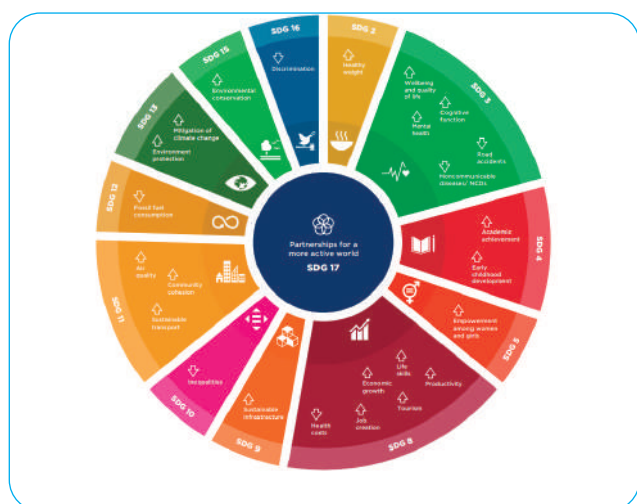 SDG 2
Healthy
weight
SDG 3
Wellbeing
and quality
of life
Cognitive
function
Mental
health
Road
accidents
Noncommunicable
diseases/ NCDs
SDG 4
Academic
achievement
Early
childhood
development
SDG 5
Empowerment
among women
and girls
SDG 8
Life
skills
Productivity
Economic
growth
Tourism
Job
creation
Health
costs
SDG 9
Sustainable
infrastructure
SDG 10
Inequalities
SDG 11
Air
quality
Community
cohesion
Sustainable
transport
SDG 12
Fossil fuel
consumption
SDG 13
Mitigation of
climate change
Environment
protection
SDG 15
Environmental
conservation
SDG 16
Discrimination
Partnerships for a
more active world
SDG 17